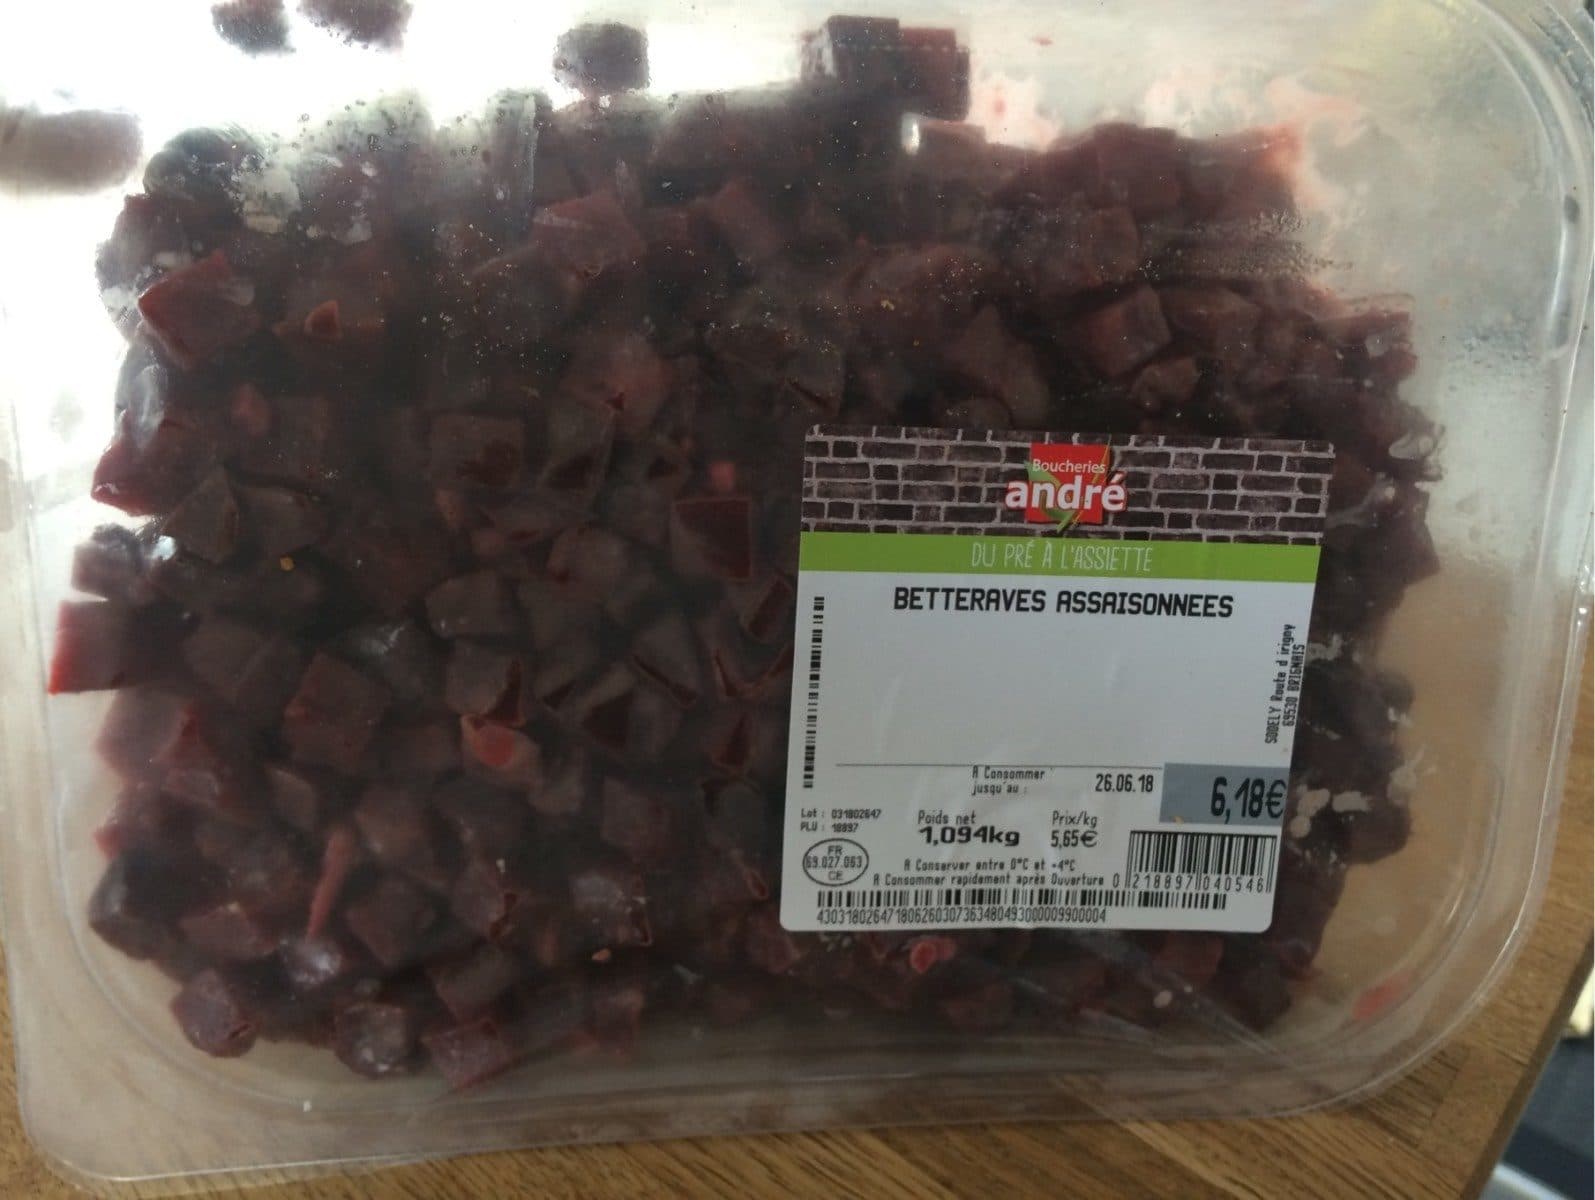 Boucheries
andré
DU PRÉ À L'ASSIETTE
BETTERAVES ASSAISONNEES
SODELY Route d irigny
69530 BRIGNAIS
A Consommer
jusqu'au :
26.06.18
6,18€
Lot : 031802647
PLU : 18897
Poids net
1,094kg
Prix/kg
5,65€
FR
69.027.063
CE
A Conserver entre 0°C et +4°C
A Consommer rapidement après Ouverture
0 218897 040546
430318026471806260307363480493000009900004